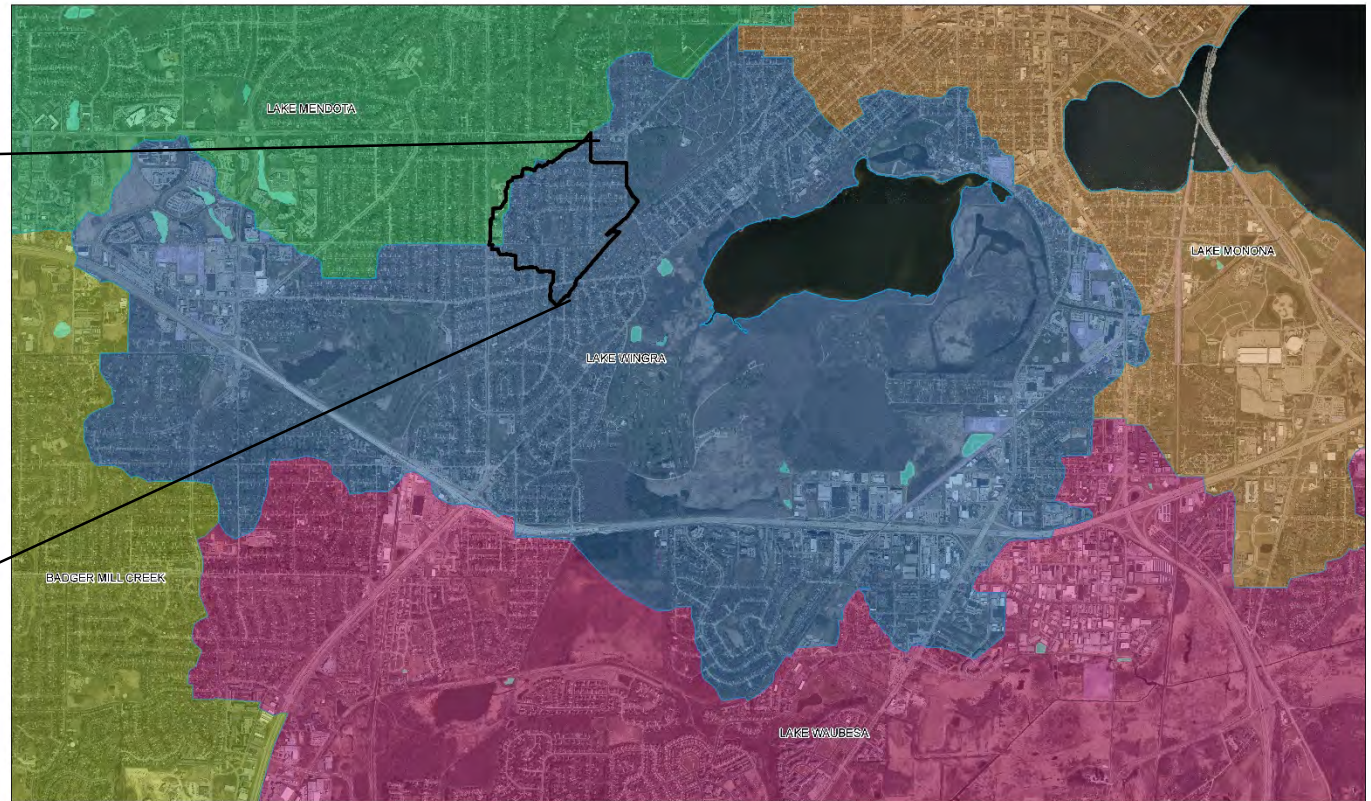 LAKE MENDOTA
LAKE MONONA
LAKE WINGRA
BADGER MILL CREEK
LAKE WAUBESA